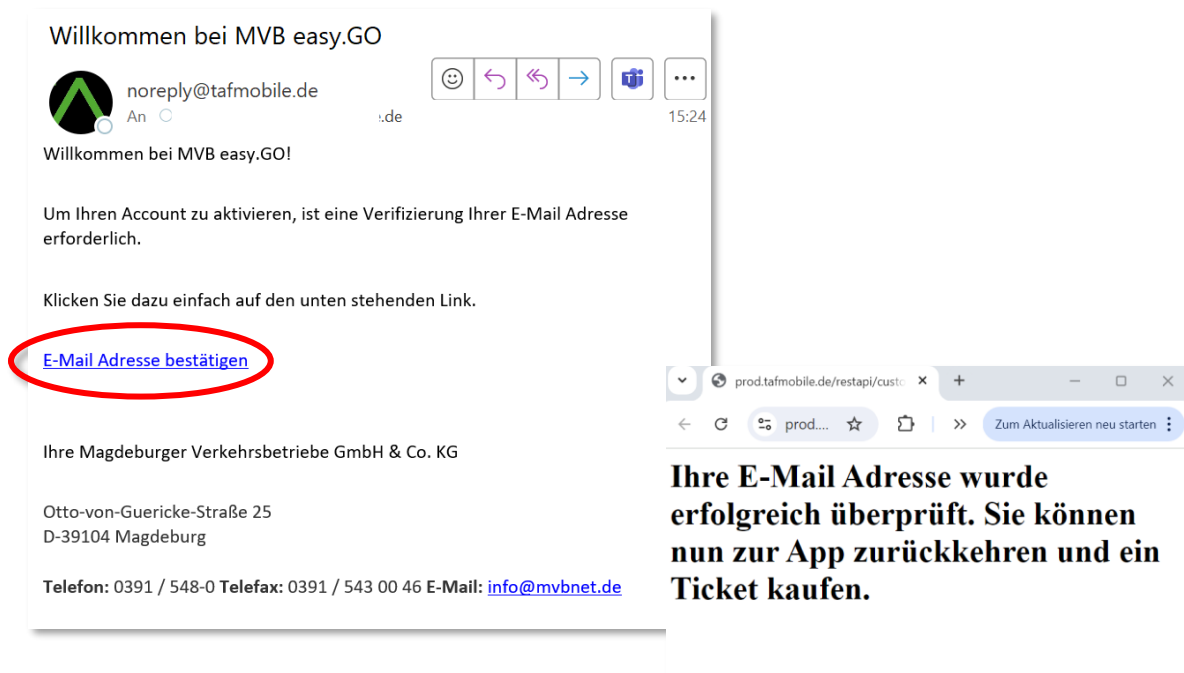 Willkommen bei MVB easy.GO
noreply@tafmobile.de
An
.de
15:24
Willkommen bei MVB easy.GO!
Um Ihren Account zu aktivieren, ist eine Verifizierung Ihrer E-Mail Adresse
erforderlich.
Klicken Sie dazu einfach auf den unten stehenden Link.
E-Mail Adresse bestätigen
Ihre Magdeburger Verkehrsbetriebe GmbH & Co. KG
Otto-von-Guericke-Straße 25
D-39104 Magdeburg
Telefon: 0391 / 548-0 Telefax: 0391 / 543 00 46 E-Mail: info@mvbnet.de
prod.tafmobile.de/restapi/custo
prod.... Zum Aktualisieren neu starten
Ihre E-Mail Adresse wurde
erfolgreich überprüft. Sie können
nun zur App zurückkehren und ein
Ticket kaufen.